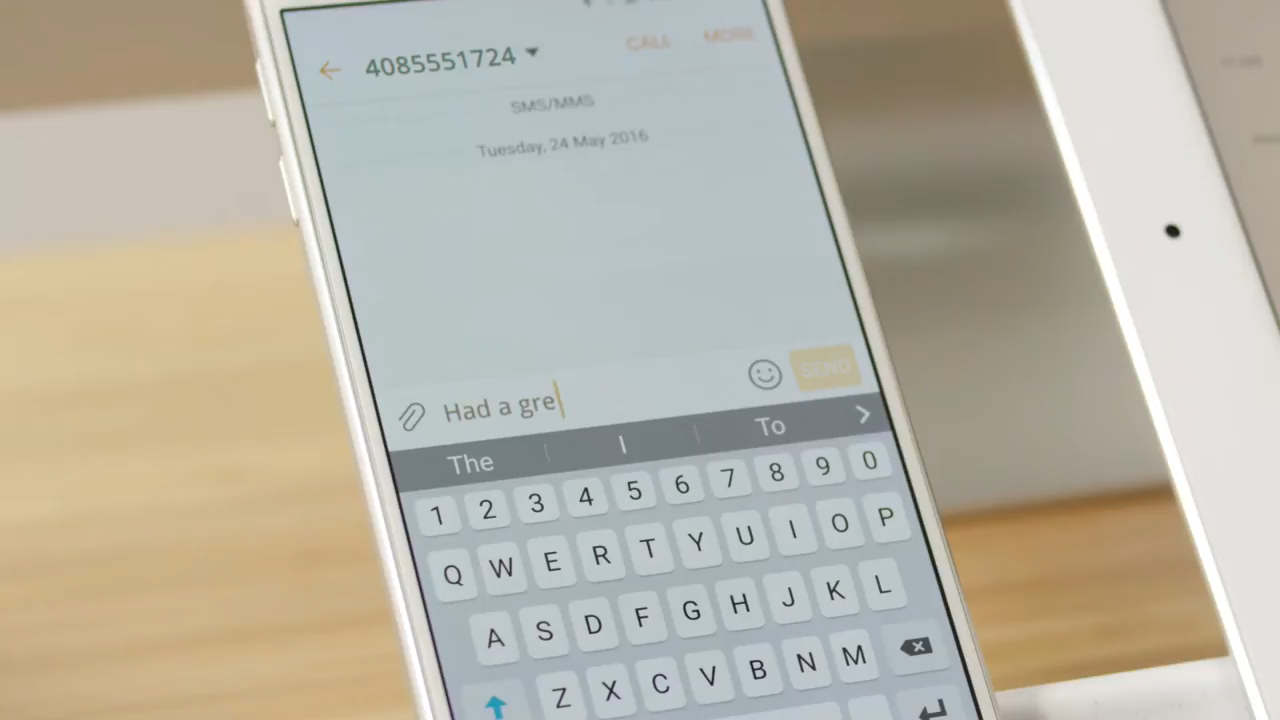 4085551724 CALL MORE
SMS/MMS
Tuesday, 24 May 2016
Had a gre SEND
The I To
1 2 3 4 5 6 7 8 9 0
Q W E R T Y U I O P
A S D F G H J K L
Z X C V B N M